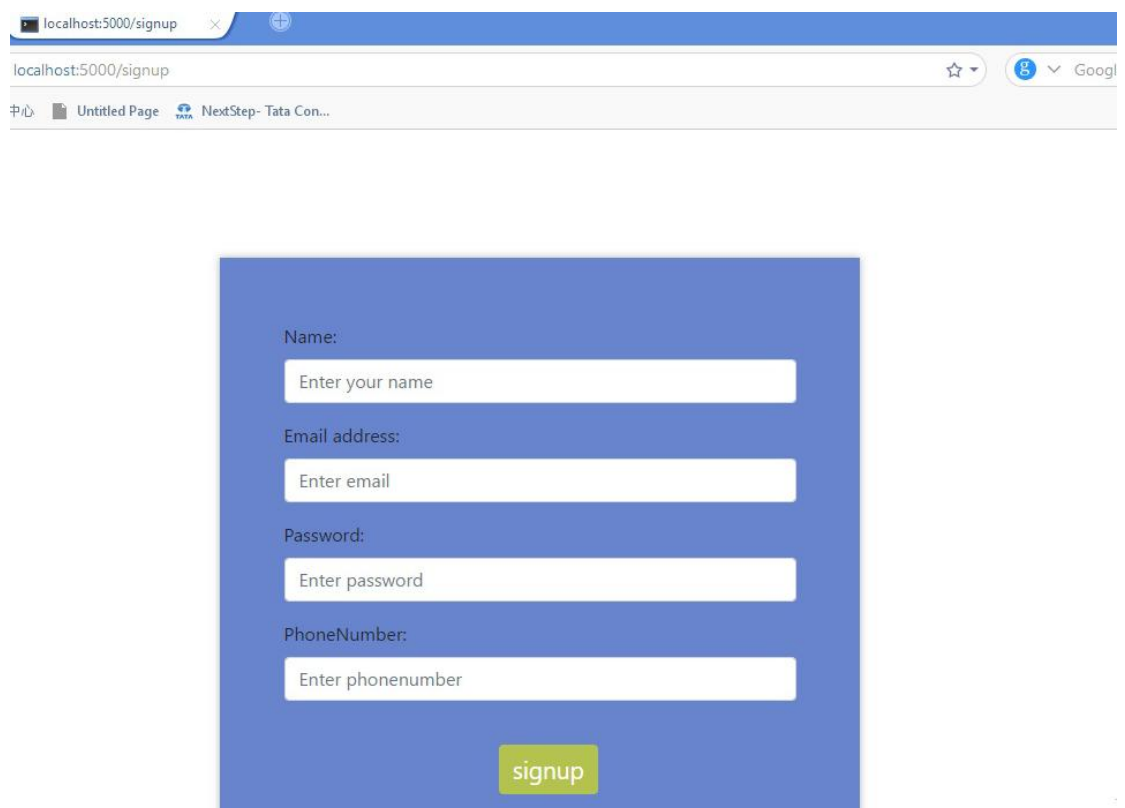 localhost:5000/signup
localhost:5000/signup
Googl
中心 Untitled Page TATA NextStep- Tata Con...
Name:
Enter your name
Email address:
Enter email
Password:
Enter password
PhoneNumber:
Enter phonenumber
signup